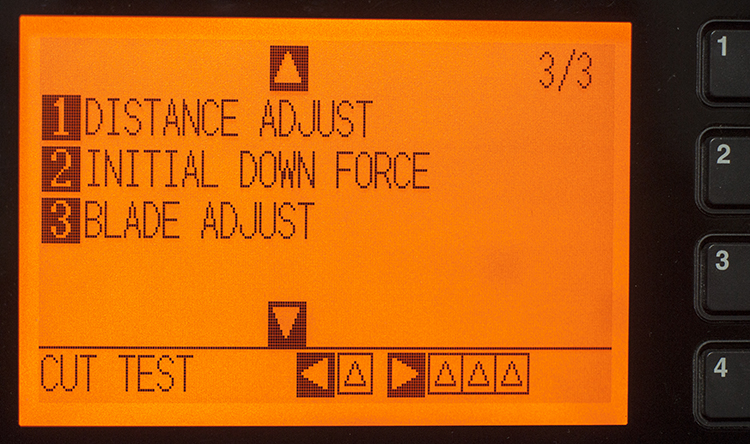 3/3
1 DISTANCE ADJUST
2 INITIAL DOWN FORCE
3 BLADE ADJUST
CUT TEST
1
2
3
4